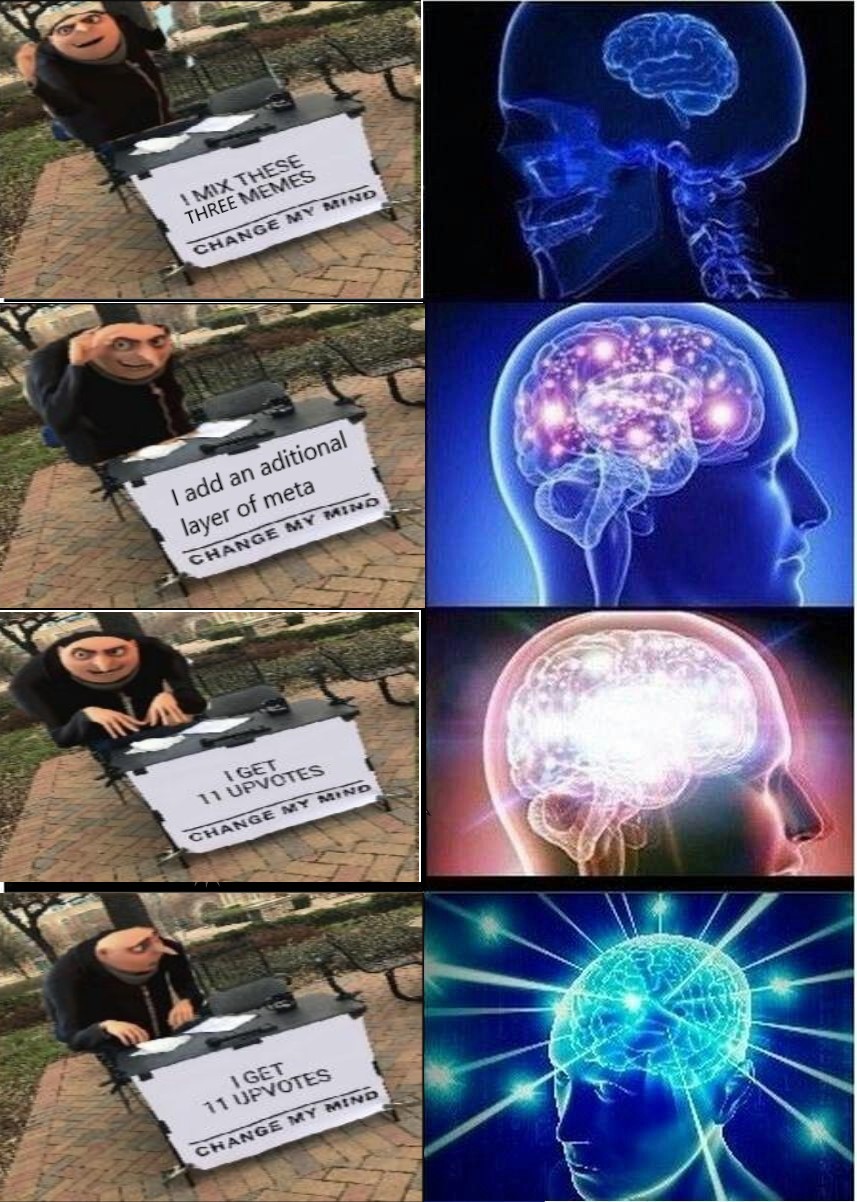 I MIX THESE
THREE MEMES
CHANGE MY MIND
I add an aditional
layer of meta
CHANGE MY MIND
I GET
11 UPVOTES
CHANGE MY MIND
I GET
11 UPVOTES
CHANGE MY MIND